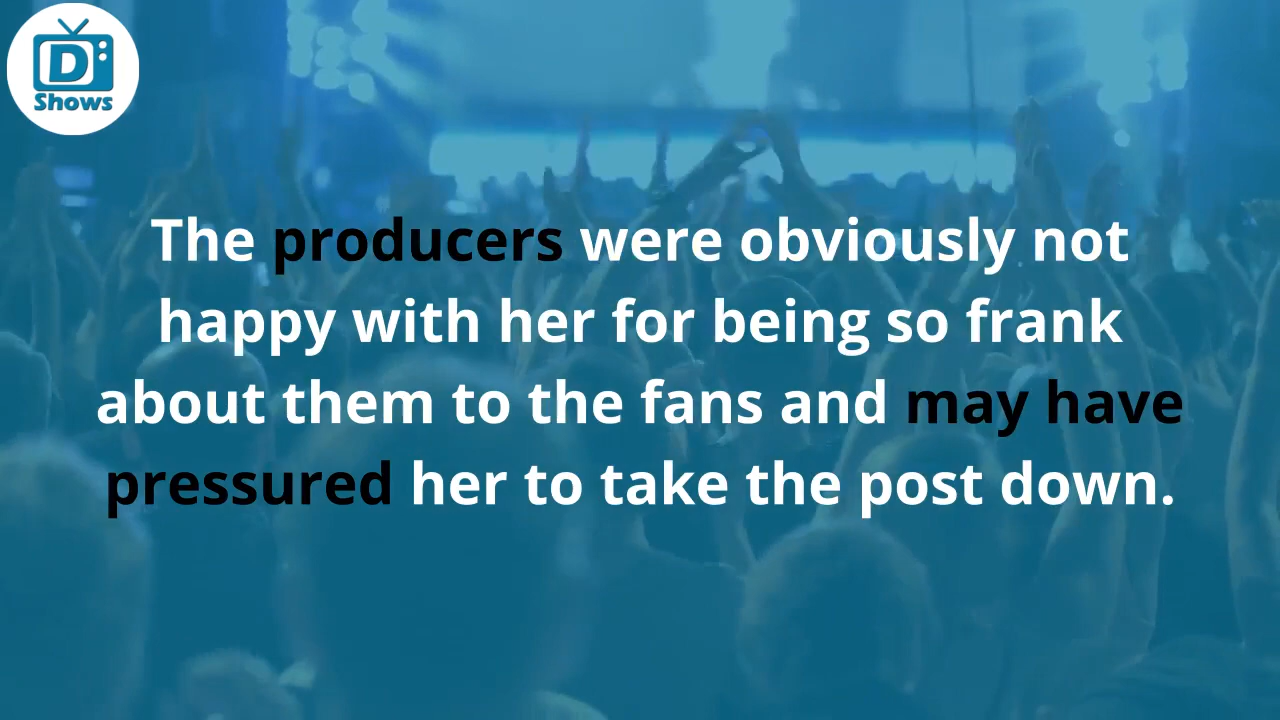 D
Shows
The producers were obviously not
happy with her for being so frank
about them to the fans and may have
pressured her to take the post down.